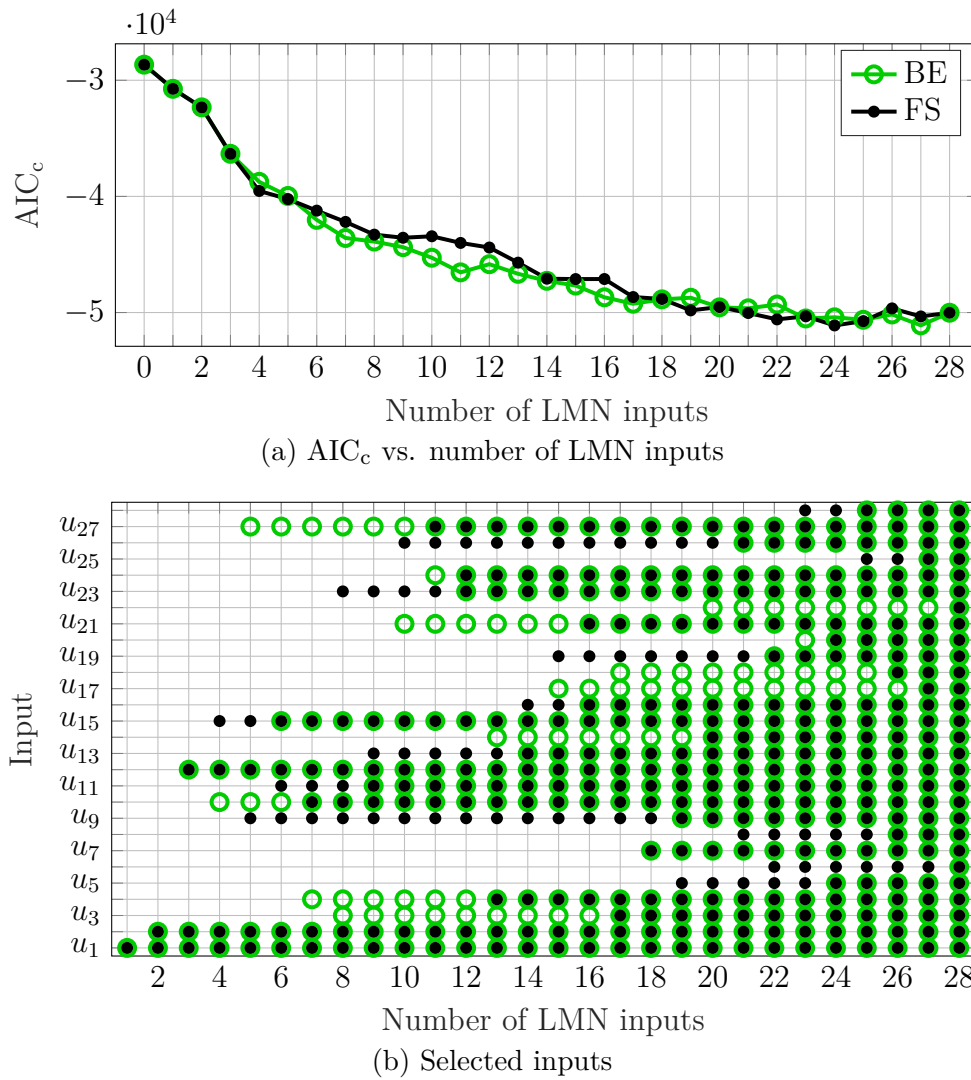 ·10⁴
BE
FS
−3
−4
−5
AIC_c
0 2 4 6 8 10 12 14 16 18 20 22 24 26 28
Number of LMN inputs
(a) AIC_c vs. number of LMN inputs
u_27
u_25
u_23
u_21
u_19
u_17
u_15
u_13
u_11
u_9
u_7
u_5
u_3
u_1
Input
2 4 6 8 10 12 14 16 18 20 22 24 26 28
Number of LMN inputs
(b) Selected inputs